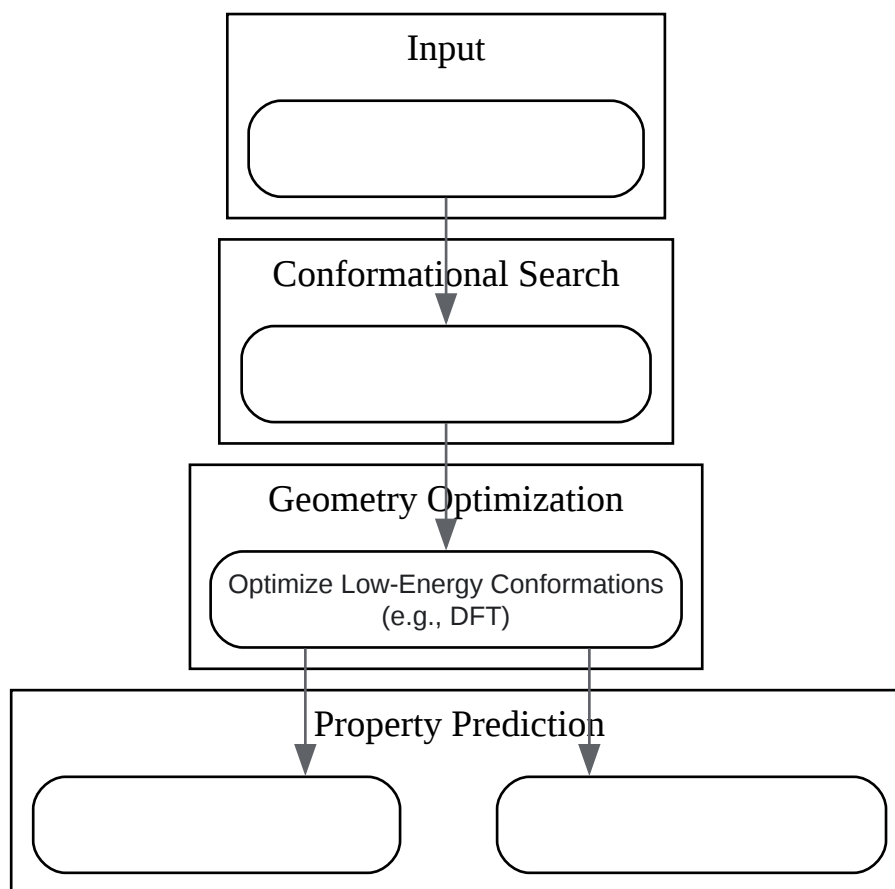 Input
Conformational Search
Geometry Optimization
Optimize Low-Energy Conformations
(e.g., DFT)
Property Prediction